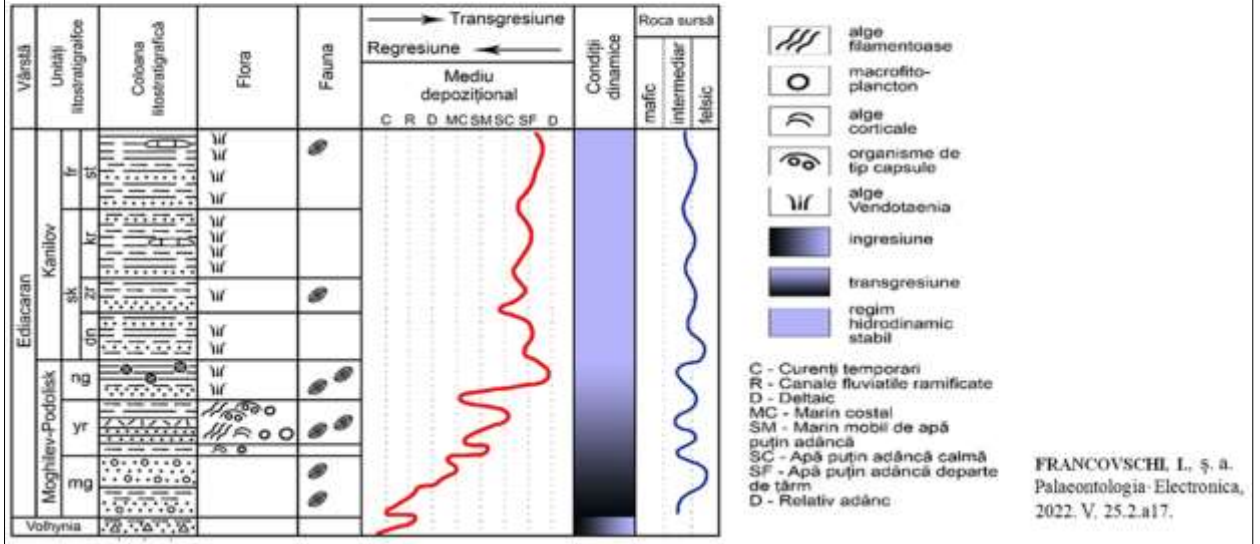 Vârstă
Unități
litostratigrafice
Coloana
litostratigrafică
Flora
Fauna
Transgresiune
Regresiune
Mediu
depozițional
C R D MC SM SC SF D
Condiții
dinamice
Roca sursă
mafic
intermediar
felsic
Ediacaran
Kanilov
fr
st
kr
sk
zr
dn
Moghilev-Podolisk
ng
yr
mg
Volhynia
alge
filamentoase
macrofito-
plancton
alge
corticale
organisme de
tip capsule
alge
Vendotaenia
ingresiune
transgresiune
regim
hidrodinamic
stabil
C - Curenți temporari
R - Canale fluviatile ramificate
D - Deltaic
MC - Marin costal
SM - Marin mobil de apă
puțin adâncă
SC - Apă puțin adâncă calmă
SF - Apă puțin adâncă departe
de țărm
D - Relativ adânc
FRANCOVSCHI, I., ș. a.
Palaeontologia Electronica,
2022. V. 25.2.a17.